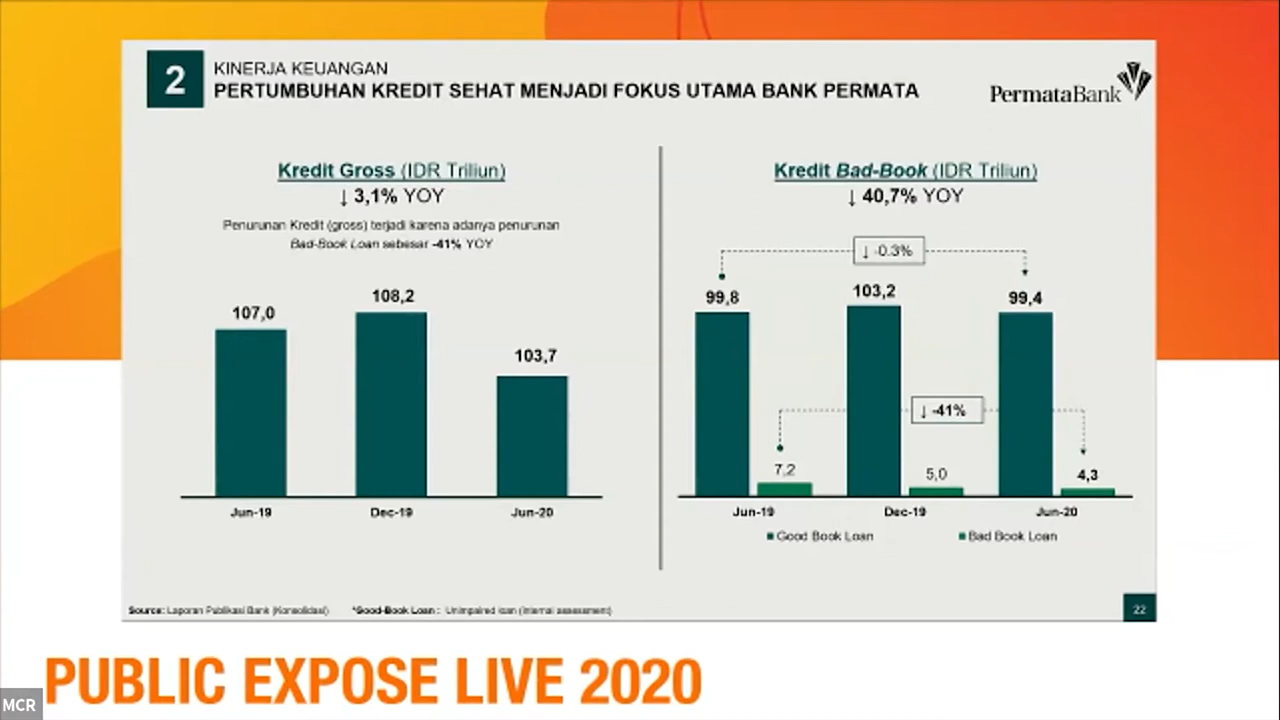 2
KINERJA KEUANGAN
PERTUMBUHAN KREDIT SEHAT MENJADI FOKUS UTAMA BANK PERMATA
PermataBank
Kredit Gross (IDR Triliun)
↓ 3,1% YOY
Penurunan Kredit (gross) terjadi karena adanya penurunan
Bad-Book Loan sebesar -41% YOY
107,0
108,2
103,7
Jun-19
Dec-19
Jun-20
Kredit Bad-Book (IDR Triliun)
↓ 40,7% YOY
↓ -0.3%
99,8
103,2
99,4
↓ -41%
7,2
5,0
4,3
Jun-19
Dec-19
Jun-20
Good Book Loan
Bad Book Loan
Source: Laporan Publikasi Bank (Konsolidasi)
*Good-Book Loan : Unimpaired loan (internal assessment)
22
PUBLIC EXPOSE LIVE 2020
MCR